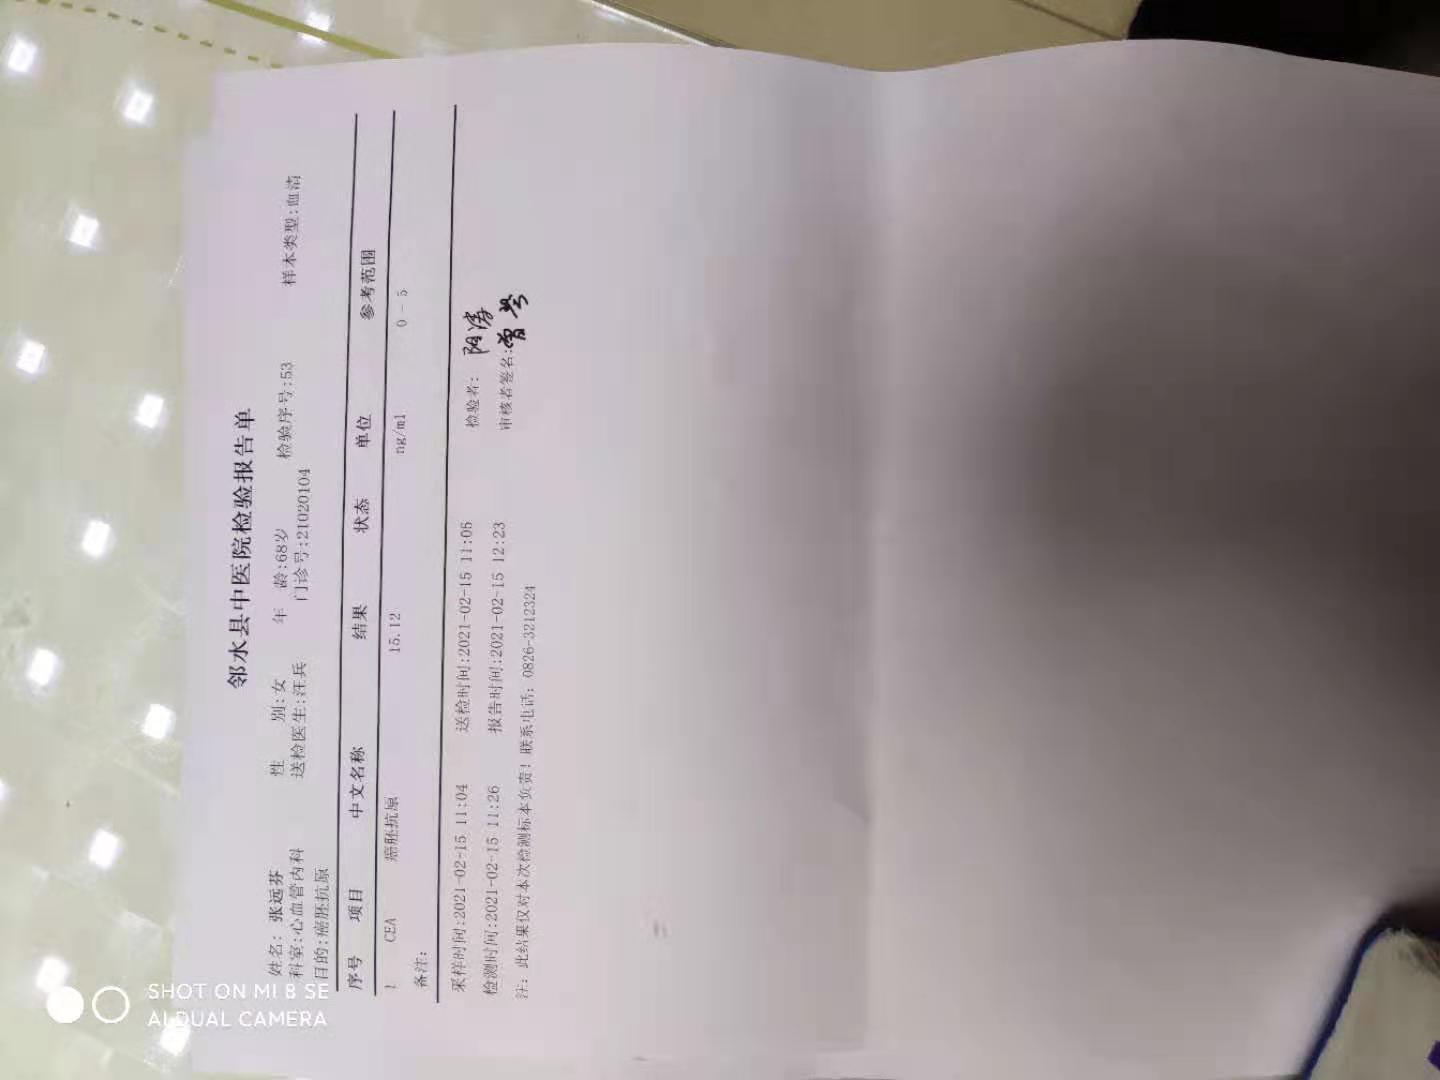 邻水县中医院检验报告单
姓名: 张远芬 性 别:女 年 龄:68岁 检验序号:53 样本类型:血清
科室:心血管内科 送检医生:汪兵 门诊号:21020104
目的:癌胚抗原
序号 项目 中文名称 结果 状态 单位 参考范围
1 CEA 癌胚抗原 15.12 ng/ml 0 - 5
备注:
采样时间:2021-02-15 11:04 送检时间:2021-02-15 11:05 检验者: 阳涛
检测时间:2021-02-15 11:26 报告时间:2021-02-15 12:23 审核者签名:曾琴
注: 此结果仅对本次检测标本负责! 联系电话: 0826-3212324
SHOT ON MI 8 SE
AI DUAL CAMERA